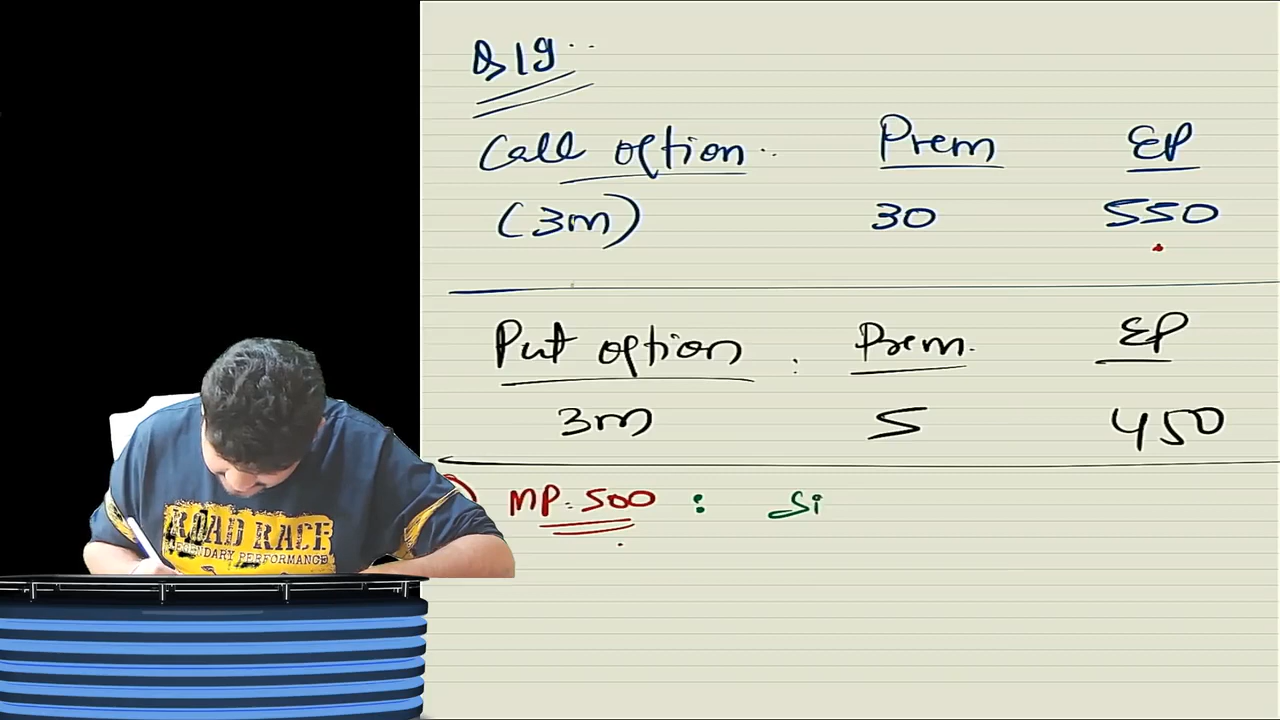 Q19..
Call option.. Prem EP
(3m) 30 550
Put option : Prem. EP
3m 5 450
) MP = 500 : Si
ROAD RACE
LEGENDARY PERFORMANCE